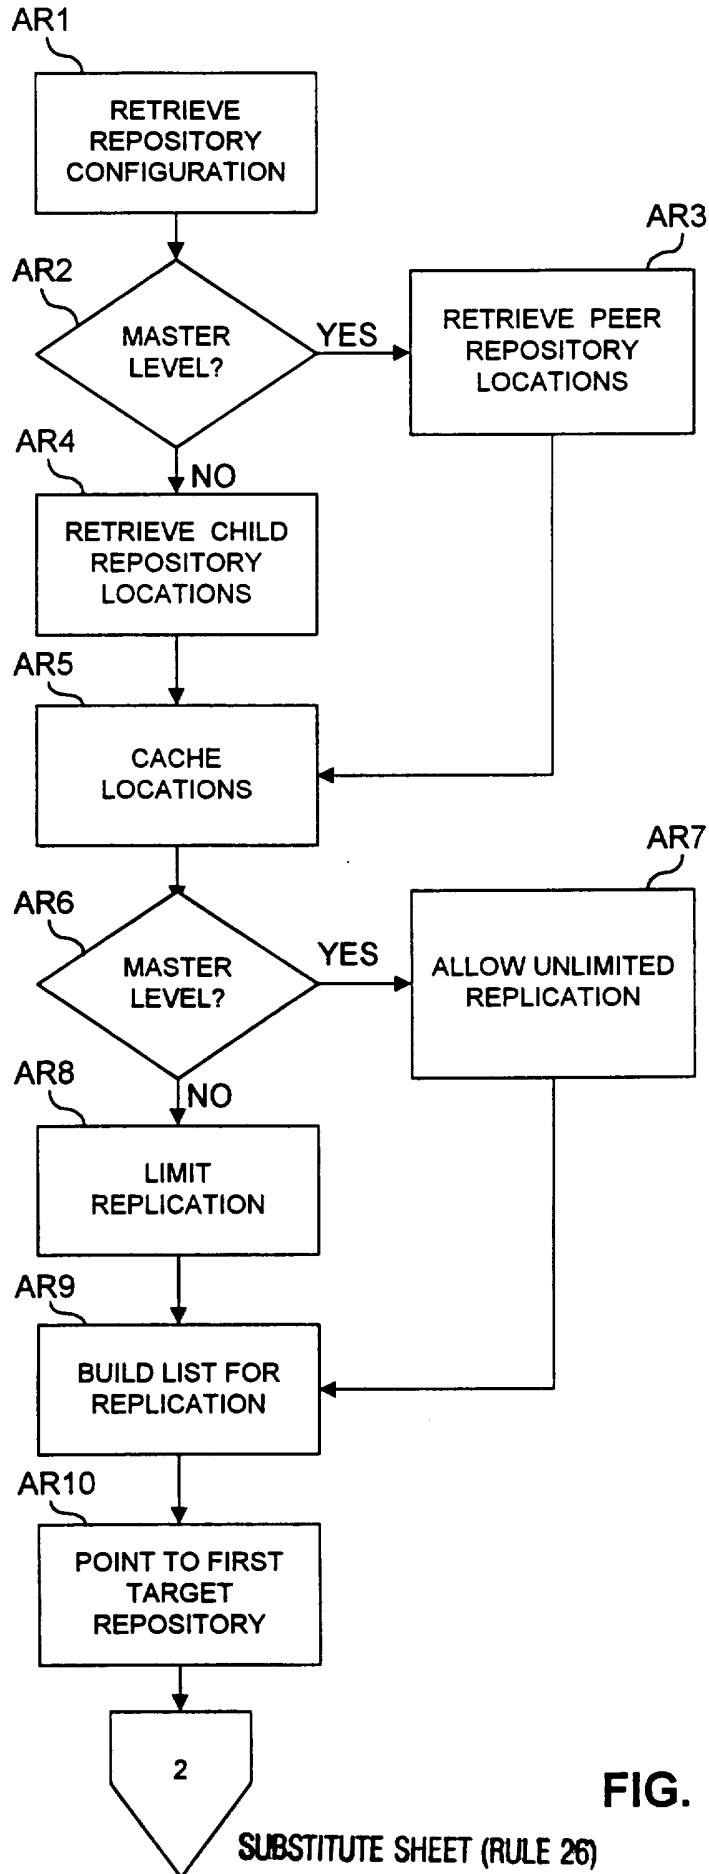 AR1
RETRIEVE
REPOSITORY
CONFIGURATION
AR2
MASTER
LEVEL?
YES
AR3
RETRIEVE PEER
REPOSITORY
LOCATIONS
NO
AR4
RETRIEVE CHILD
REPOSITORY
LOCATIONS
AR5
CACHE
LOCATIONS
AR6
MASTER
LEVEL?
YES
AR7
ALLOW UNLIMITED
REPLICATION
NO
AR8
LIMIT
REPLICATION
AR9
BUILD LIST FOR
REPLICATION
AR10
POINT TO FIRST
TARGET
REPOSITORY
2
FIG.
SUBSTITUTE SHEET (RULE 26)